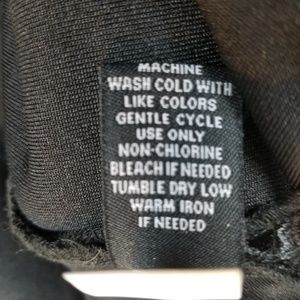 MACHINE
WASH COLD WITH
LIKE COLORS
GENTLE CYCLE
USE ONLY
NON-CHLORINE
BLEACH IF NEEDED
TUMBLE DRY LOW
WARM IRON
IF NEEDED